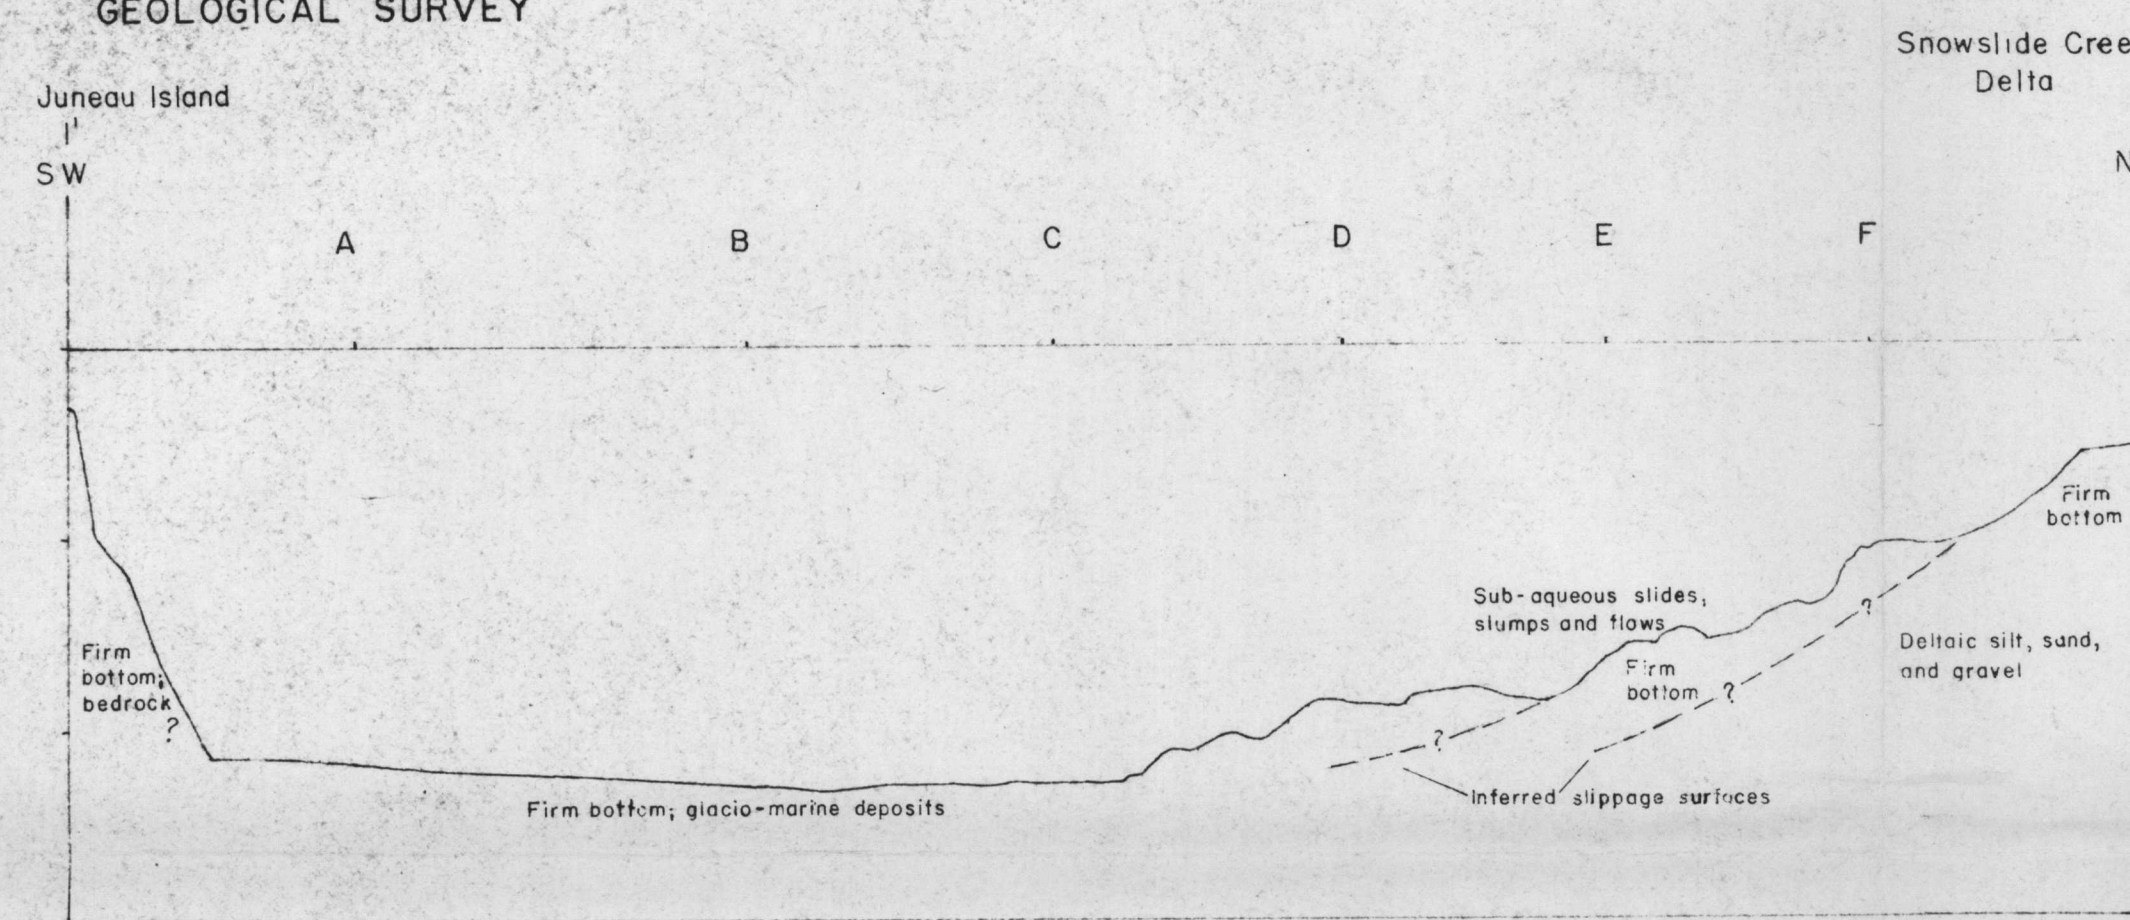 GEOLOGICAL SURVEY
Snowslide Cree
Delta
Juneau Island
I'
SW
N
A B C D E F
Firm
bottom
Sub-aqueous slides,
slumps and flows
Deltaic silt, sand,
and gravel
Firm
bottom;
bedrock
?
Firm
bottom
?
?
?
Inferred slippage surfaces
Firm bottom; glacio-marine deposits